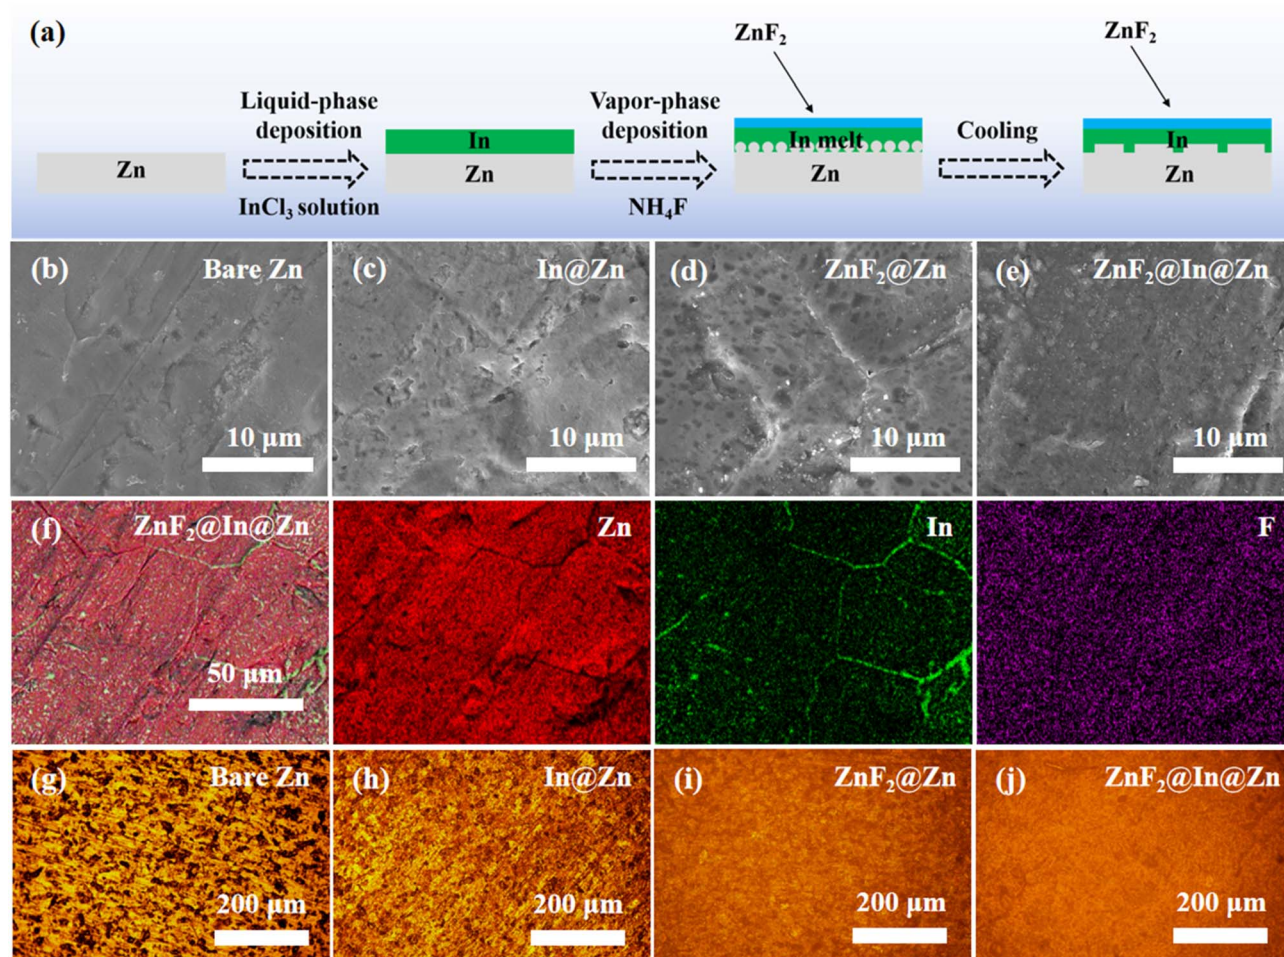 (a)
ZnF₂
ZnF₂
Liquid-phase
deposition
Vapor-phase
deposition
Cooling
In
In melt
In
Zn
Zn
Zn
Zn
InCl₃ solution
NH₄F
(b) Bare Zn
10 μm
(c) In@Zn
10 μm
(d) ZnF₂@Zn
10 μm
(e) ZnF₂@In@Zn
10 μm
(f) ZnF₂@In@Zn
50 μm
Zn
In
F
(g) Bare Zn
200 μm
(h) In@Zn
200 μm
(i) ZnF₂@Zn
200 μm
(j) ZnF₂@In@Zn
200 μm